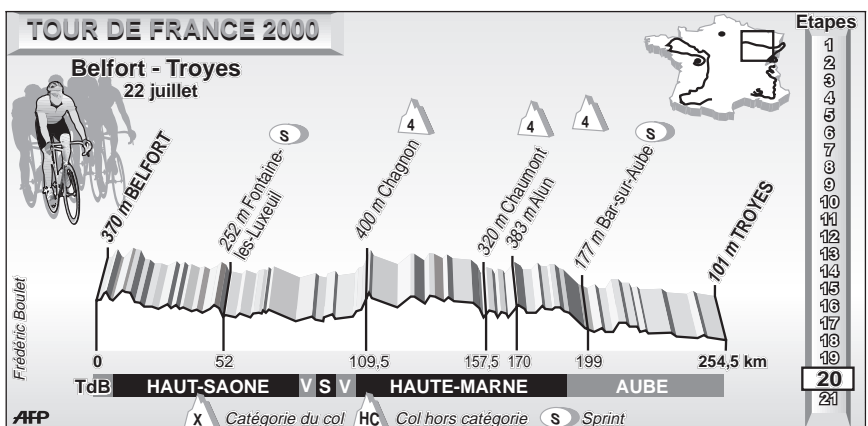 TOUR DE FRANCE 2000
Belfort - Troyes
22 juillet
Etapes
1
2
3
4
5
6
7
8
9
10
11
12
13
14
15
16
17
18
19
20
21
S
4
4
4
S
370 m BELFORT
252 m Fontaine-
les-Luxeuil
400 m Chagnon
320 m Chaumont
383 m Alun
177 m Bar-sur-Aube
101 m TROYES
Frédéric Boulet
0
52
109,5
157,5
170
199
254,5 km
TdB
HAUT-SAONE
V
S
V
HAUTE-MARNE
AUBE
AFP
X Catégorie du col
HC Col hors catégorie
S Sprint